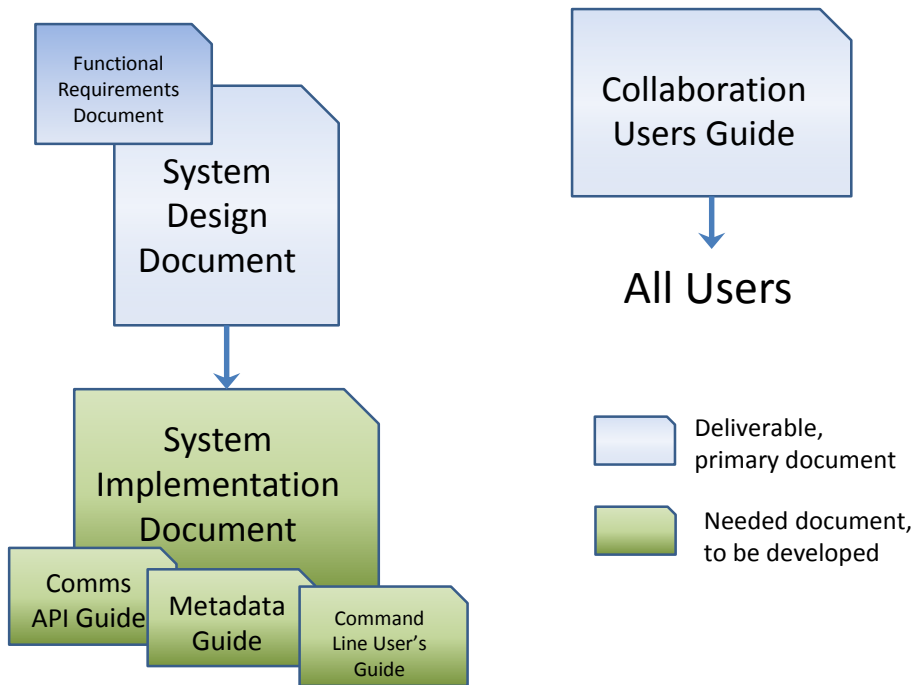 Functional
Requirements
Document
System
Design
Document
Collaboration
Users Guide
All Users
System
Implementation
Document
Comms
API Guide
Metadata
Guide
Command
Line User's
Guide
Deliverable,
primary document
Needed document,
to be developed